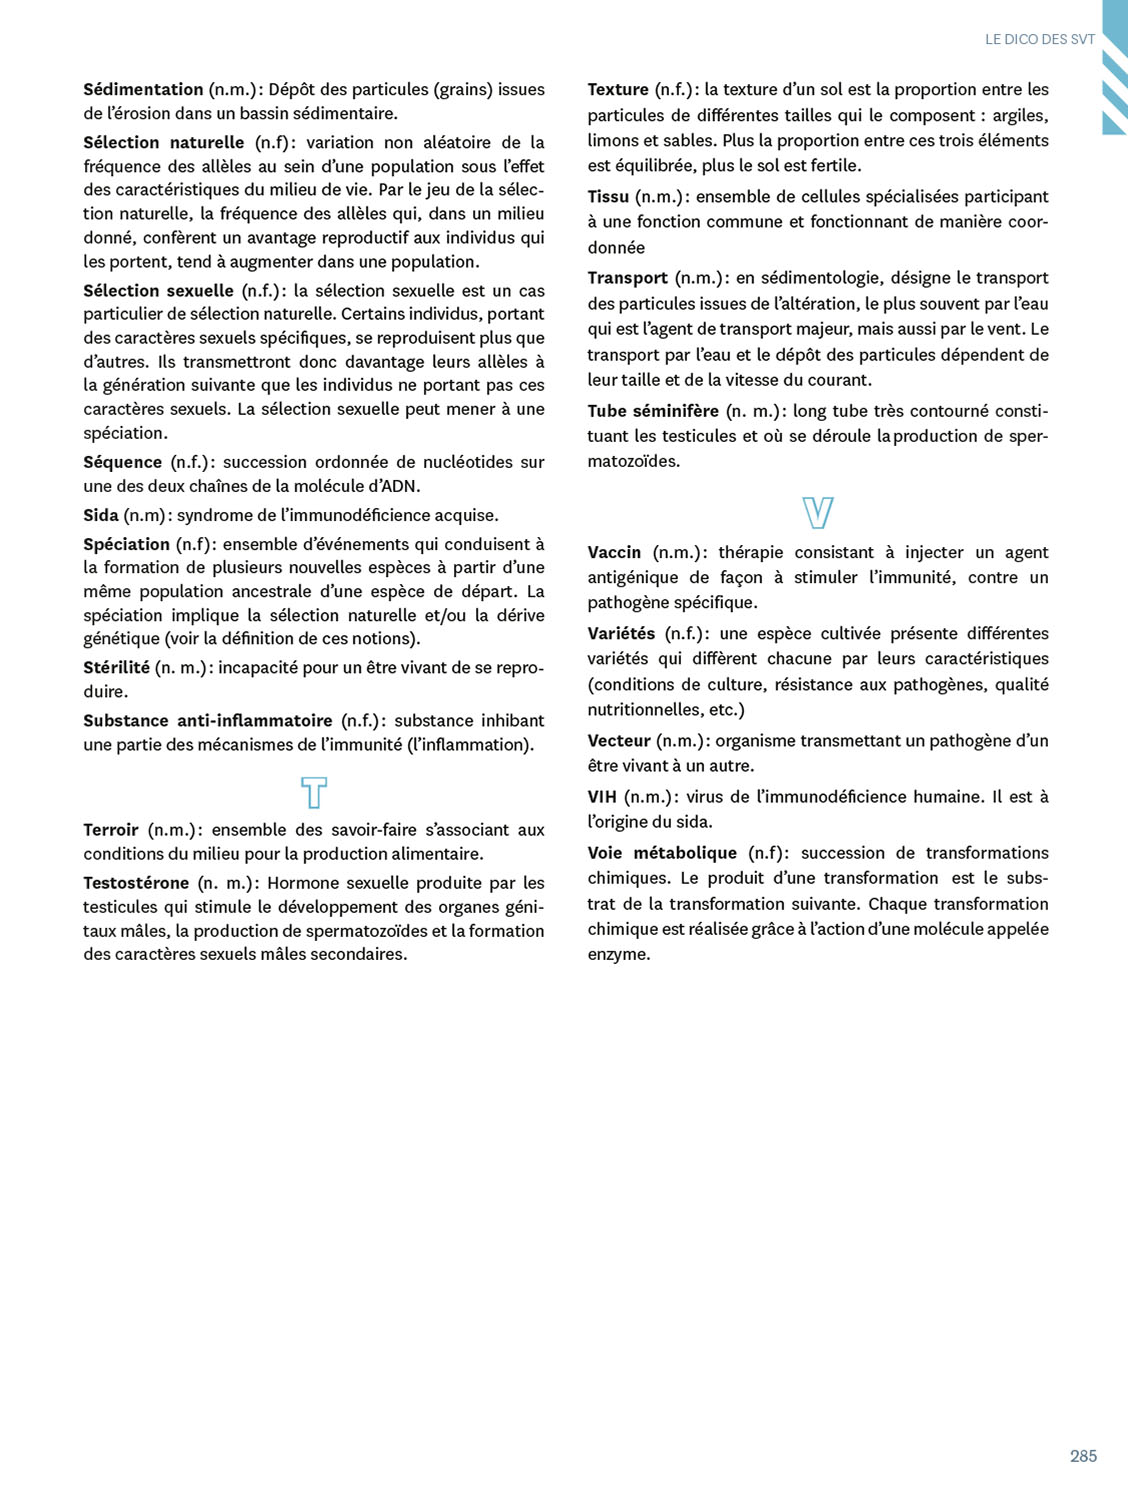 LE DICO DES SVT
Sédimentation (n.m.) : Dépôt des particules (grains) issues
de l’érosion dans un bassin sédimentaire.
Sélection naturelle (n.f) : variation non aléatoire de la
fréquence des allèles au sein d’une population sous l’effet
des caractéristiques du milieu de vie. Par le jeu de la sélec-
tion naturelle, la fréquence des allèles qui, dans un milieu
donné, confèrent un avantage reproductif aux individus qui
les portent, tend à augmenter dans une population.
Sélection sexuelle (n.f.) : la sélection sexuelle est un cas
particulier de sélection naturelle. Certains individus, portant
des caractères sexuels spécifiques, se reproduisent plus que
d’autres. Ils transmettront donc davantage leurs allèles à
la génération suivante que les individus ne portant pas ces
caractères sexuels. La sélection sexuelle peut mener à une
spéciation.
Séquence (n.f.) : succession ordonnée de nucléotides sur
une des deux chaînes de la molécule d’ADN.
Sida (n.m) : syndrome de l’immunodéficience acquise.
Spéciation (n.f) : ensemble d’événements qui conduisent à
la formation de plusieurs nouvelles espèces à partir d’une
même population ancestrale d’une espèce de départ. La
spéciation implique la sélection naturelle et/ou la dérive
génétique (voir la définition de ces notions).
Stérilité (n. m.) : incapacité pour un être vivant de se repro-
duire.
Substance anti-inflammatoire (n.f.) : substance inhibant
une partie des mécanismes de l’immunité (l’inflammation).
T
Terroir (n.m.) : ensemble des savoir-faire s’associant aux
conditions du milieu pour la production alimentaire.
Testostérone (n. m.) : Hormone sexuelle produite par les
testicules qui stimule le développement des organes géni-
taux mâles, la production de spermatozoïdes et la formation
des caractères sexuels mâles secondaires.
Texture (n.f.) : la texture d’un sol est la proportion entre les
particules de différentes tailles qui le composent : argiles,
limons et sables. Plus la proportion entre ces trois éléments
est équilibrée, plus le sol est fertile.
Tissu (n.m.) : ensemble de cellules spécialisées participant
à une fonction commune et fonctionnant de manière coor-
donnée
Transport (n.m.) : en sédimentologie, désigne le transport
des particules issues de l’altération, le plus souvent par l’eau
qui est l’agent de transport majeur, mais aussi par le vent. Le
transport par l’eau et le dépôt des particules dépendent de
leur taille et de la vitesse du courant.
Tube séminifère (n. m.) : long tube très contourné consti-
tuant les testicules et où se déroule la production de sper-
matozoïdes.
V
Vaccin (n.m.) : thérapie consistant à injecter un agent
antigénique de façon à stimuler l’immunité, contre un
pathogène spécifique.
Variétés (n.f.) : une espèce cultivée présente différentes
variétés qui diffèrent chacune par leurs caractéristiques
(conditions de culture, résistance aux pathogènes, qualité
nutritionnelles, etc.)
Vecteur (n.m.) : organisme transmettant un pathogène d’un
être vivant à un autre.
VIH (n.m.) : virus de l’immunodéficience humaine. Il est à
l’origine du sida.
Voie métabolique (n.f) : succession de transformations
chimiques. Le produit d’une transformation est le subs-
trat de la transformation suivante. Chaque transformation
chimique est réalisée grâce à l’action d’une molécule appelée
enzyme.
285